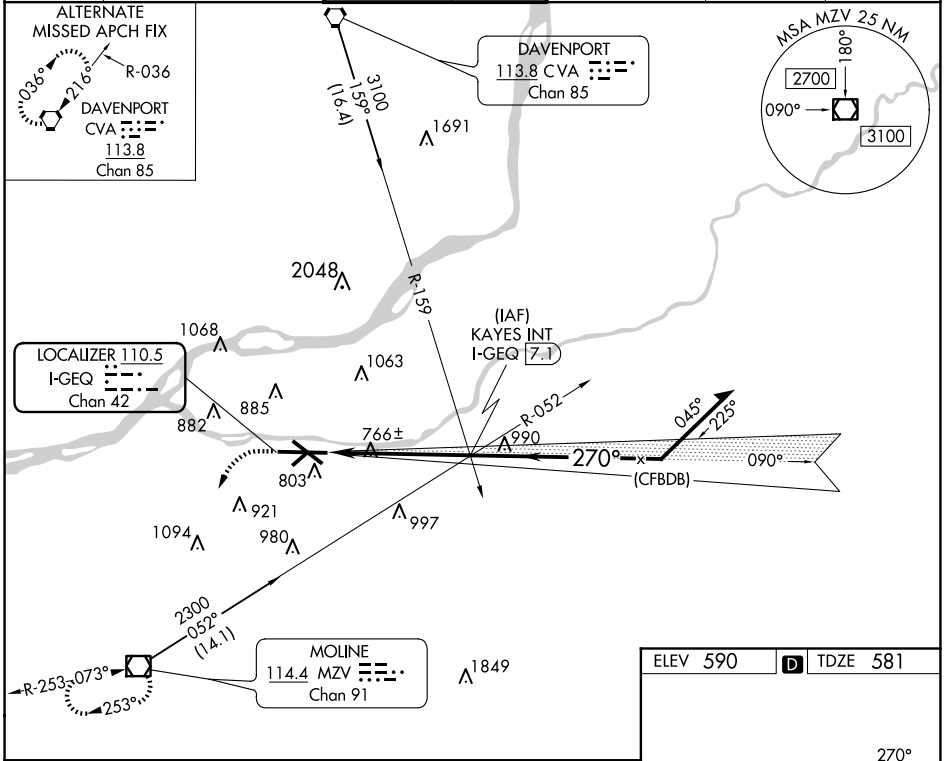 ALTERNATE
MISSED APCH FIX
036°
216°
R-036
DAVENPORT
CVA
113.8
Chan 85
3100
159°
(16.4)
DAVENPORT
113.8 CVA
Chan 85
1691
MSA MZV 25 NM
180°
2700
090°
3100
2048
R-159
(IAF)
KAYES INT
I-GEQ 7.1
1068
LOCALIZER 110.5
I-GEQ
Chan 42
1063
885
882
R-052
045°
225°
766±
990
270°
090°
(CFBDB)
803
921
997
1094
980
2300
052°
(14.1)
MOLINE
114.4 MZV
Chan 91
1849
R-253
073°
253°
ELEV 590 D TDZE 581
270°